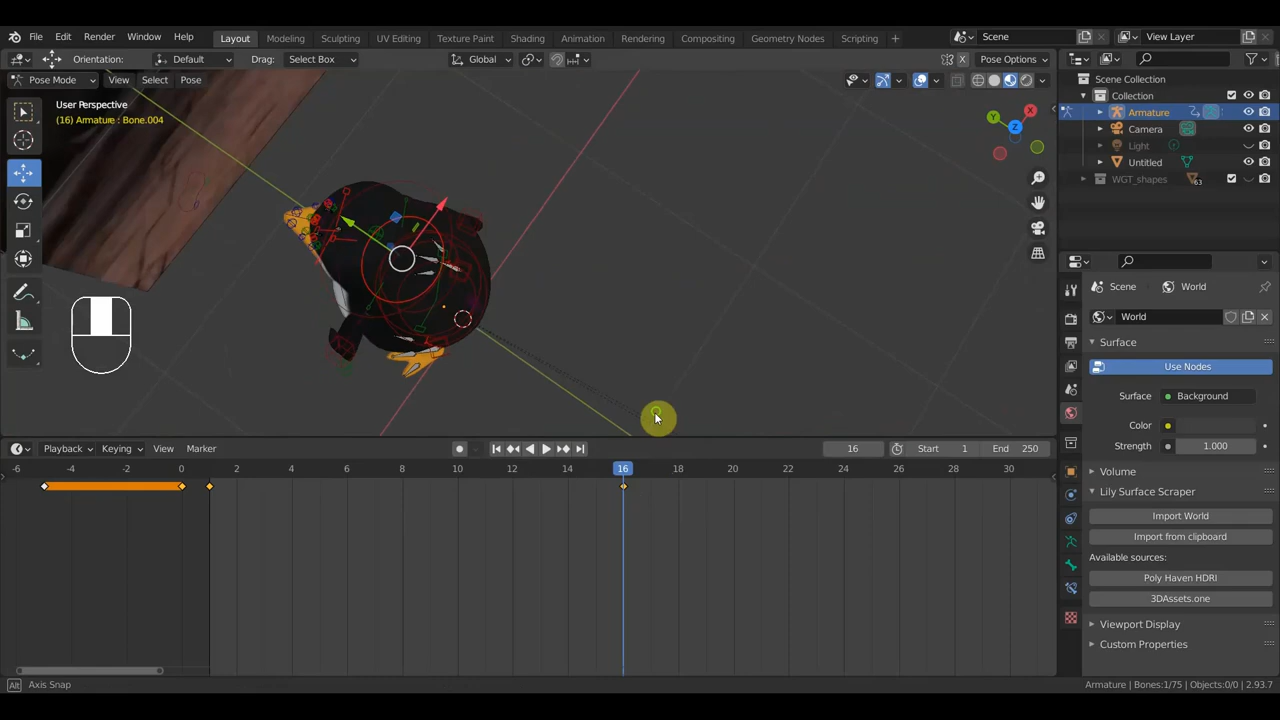 File Edit Render Window Help Layout Modeling Sculpting UV Editing Texture Paint Shading Animation Rendering Compositing Geometry Nodes Scripting + Scene View Layer
Orientation: Default Drag: Select Box Global X Pose Options
Pose Mode View Select Pose
User Perspective
(16) Armature : Bone.004
X
Y
Z
Scene Collection
Collection
Armature
Camera
Light
Untitled
WGT_shapes 63
Scene World
World
Surface
Use Nodes
Surface Background
Color
Strength 1.000
Volume
Lily Surface Scraper
Import World
Import from clipboard
Available sources:
Poly Haven HDRI
3DAssets.one
Viewport Display
Custom Properties
Playback Keying View Marker 16 Start 1 End 250
-6 -4 -2 0 2 4 6 8 10 12 14 16 18 20 22 24 26 28 30
Alt Axis Snap Armature | Bones:1/75 | Objects:0/0 | 2.93.7